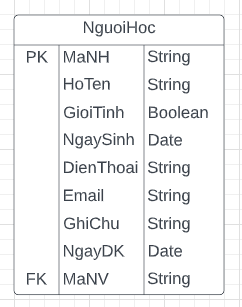 NguoiHoc
PK MaNH String
HoTen String
GioiTinh Boolean
NgaySinh Date
DienThoai String
Email String
GhiChu String
NgayDK Date
FK MaNV String